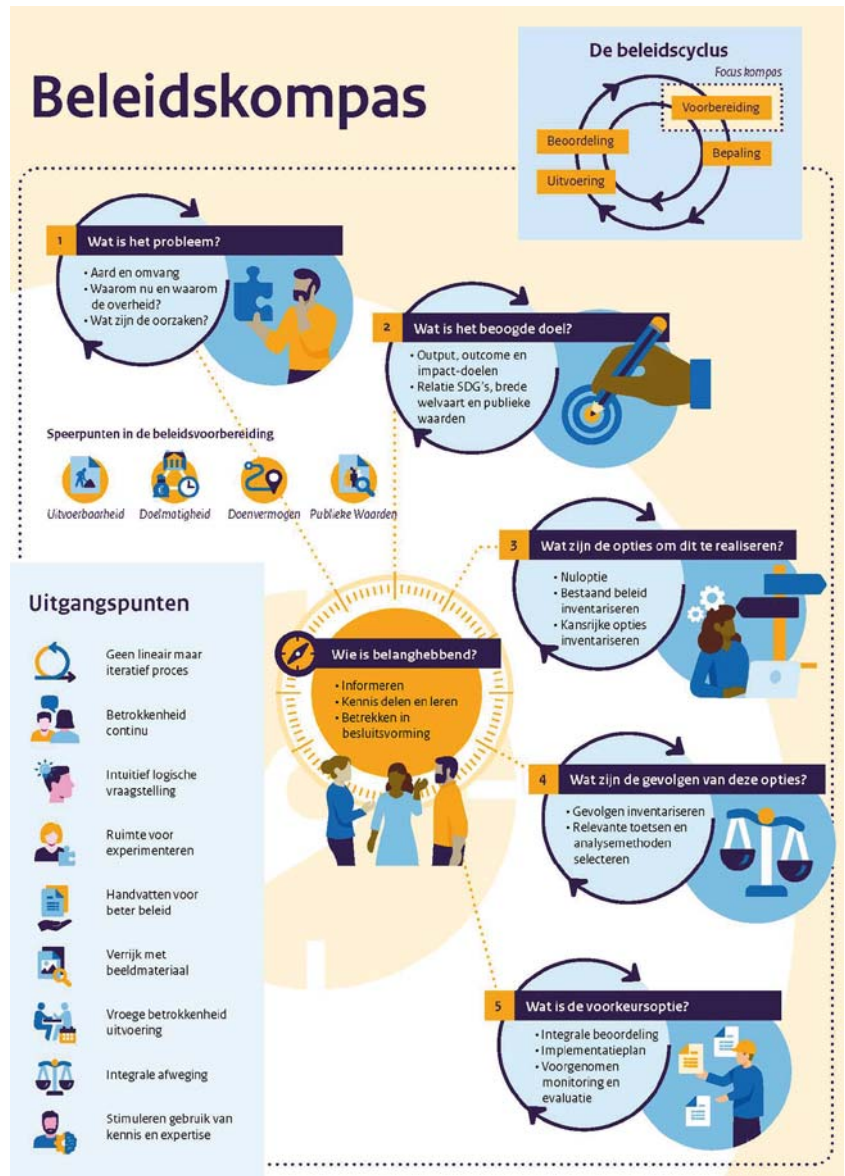 Beleidskompas
De beleidscyclus
Focus kompas
Voorbereiding
Beoordeling
Bepaling
Uitvoering
1 Wat is het probleem?
• Aard en omvang
• Waarom nu en waarom
de overheid?
• Wat zijn de oorzaken?
2 Wat is het beoogde doel?
• Output, outcome en
impact-doelen
• Relatie SDG's, brede
welvaart en publieke
waarden
Speerpunten in de beleidsvoorbereiding
Uitvoerbaarheid
Doelmatigheid
Doenvermogen
Publieke Waarden
3 Wat zijn de opties om dit te realiseren?
• Nuloptie
• Bestaand beleid
inventariseren
• Kansrijke opties
inventariseren
Wie is belanghebbend?
• Informeren
• Kennis delen en leren
• Betrekken in
besluitsvorming
4 Wat zijn de gevolgen van deze opties?
• Gevolgen inventariseren
• Relevante toetsen en
analysemethoden
selecteren
5 Wat is de voorkeursoptie?
• Integrale beoordeling
• Implementatieplan
• Voorgenomen
monitoring en
evaluatie
Uitgangspunten
Geen lineair maar
iteratief proces
Betrokkenheid
continu
Intuitief logische
vraagstelling
Ruimte voor
experimenteren
Handvatten voor
beter beleid
Verrijk met
beeldmateriaal
Vroege betrokkenheid
uitvoering
Integrale afweging
Stimuleren gebruik van
kennis en expertise